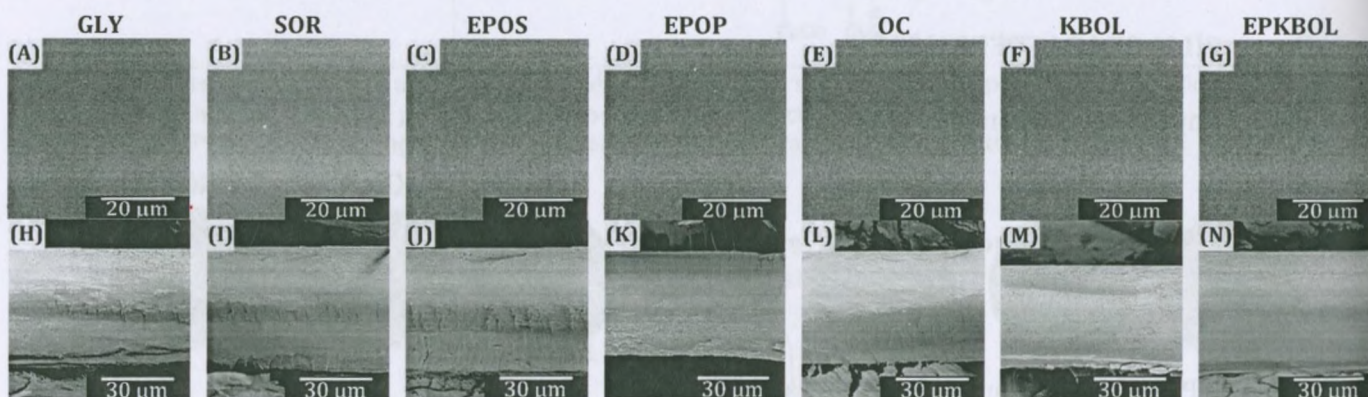 GLY SOR EPOS EPOP OC KBOL EPKBOL
(A) (B) (C) (D) (E) (F) (G)
20 μm 20 μm 20 μm 20 μm 20 μm 20 μm 20 μm
(H) (I) (J) (K) (L) (M) (N)
30 μm 30 μm 30 μm 30 μm 30 μm 30 μm 30 μm